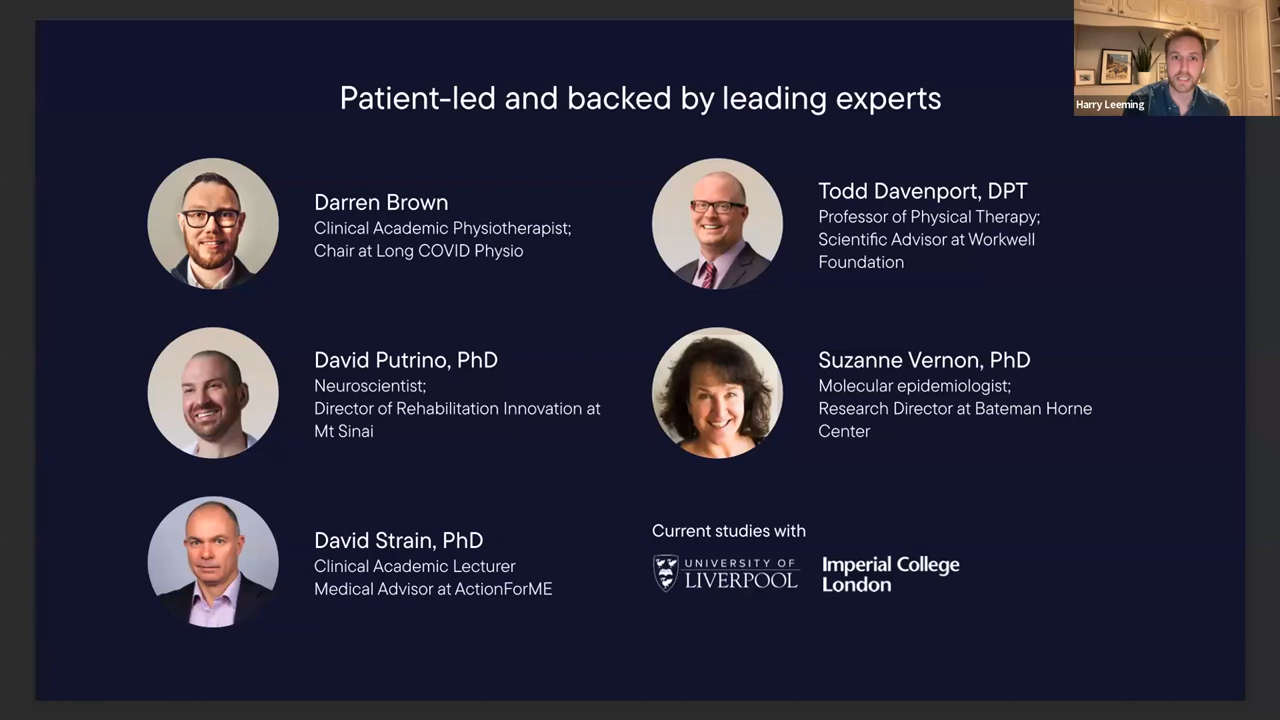 Patient-led and backed by leading experts
Harry Leeming
Darren Brown
Clinical Academic Physiotherapist;
Chair at Long COVID Physio
Todd Davenport, DPT
Professor of Physical Therapy;
Scientific Advisor at Workwell
Foundation
David Putrino, PhD
Neuroscientist;
Director of Rehabilitation Innovation at
Mt Sinai
Suzanne Vernon, PhD
Molecular epidemiologist;
Research Director at Bateman Horne
Center
David Strain, PhD
Clinical Academic Lecturer
Medical Advisor at ActionForME
Current studies with
UNIVERSITY OF
LIVERPOOL
Imperial College
London